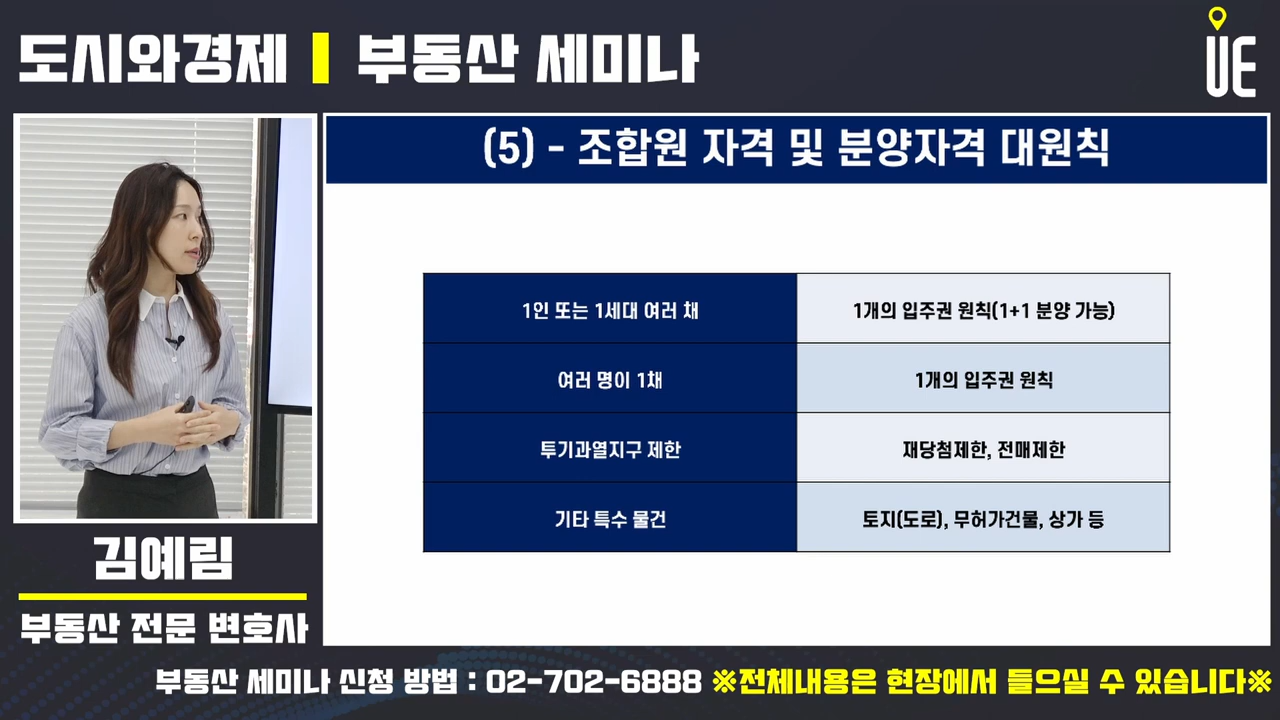 도시와경제 | 부동산 세미나
UE
(5) - 조합원 자격 및 분양자격 대원칙
1인 또는 1세대 여러 채 1개의 입주권 원칙(1+1 분양 가능)
여러 명이 1채 1개의 입주권 원칙
투기과열지구 제한 재당첨제한, 전매제한
기타 특수 물건 토지(도로), 무허가건물, 상가 등
김예림
부동산 전문 변호사
부동산 세미나 신청 방법 : 02-702-6888 ※전체내용은 현장에서 들으실 수 있습니다※